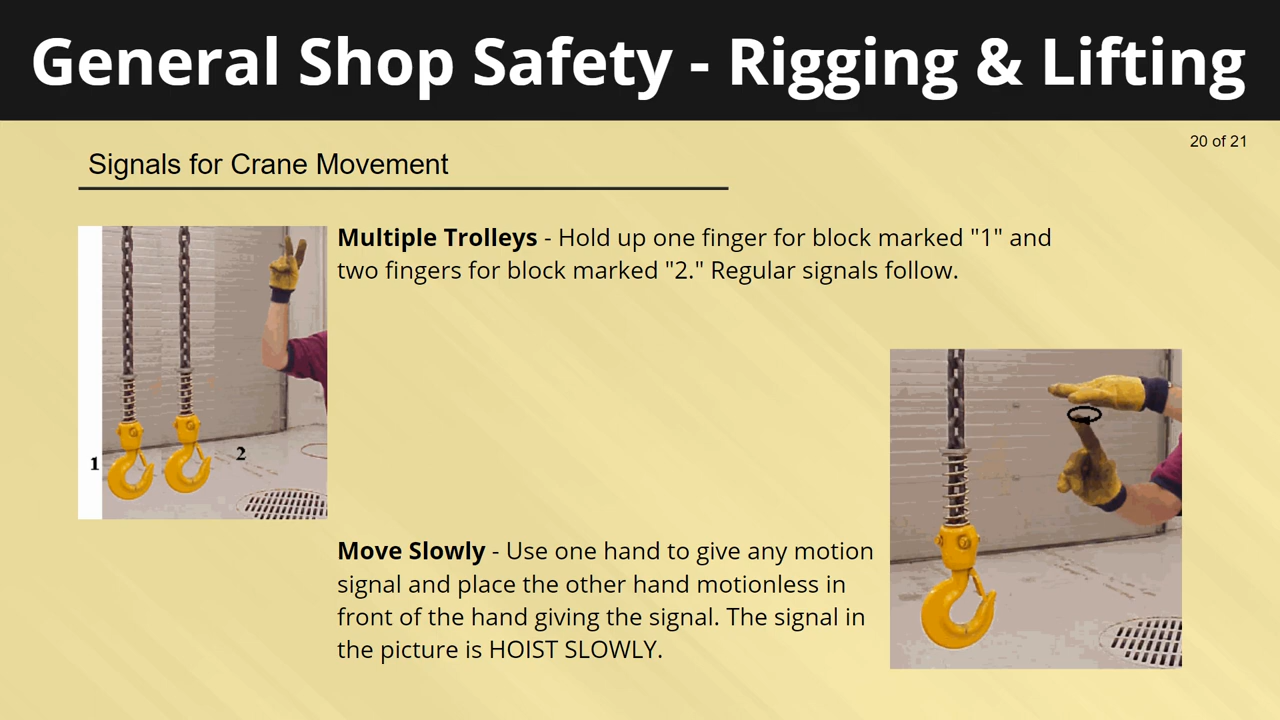 General Shop Safety - Rigging & Lifting
20 of 21
Signals for Crane Movement
Multiple Trolleys - Hold up one finger for block marked "1" and
two fingers for block marked "2." Regular signals follow.
1
2
Move Slowly - Use one hand to give any motion
signal and place the other hand motionless in
front of the hand giving the signal. The signal in
the picture is HOIST SLOWLY.